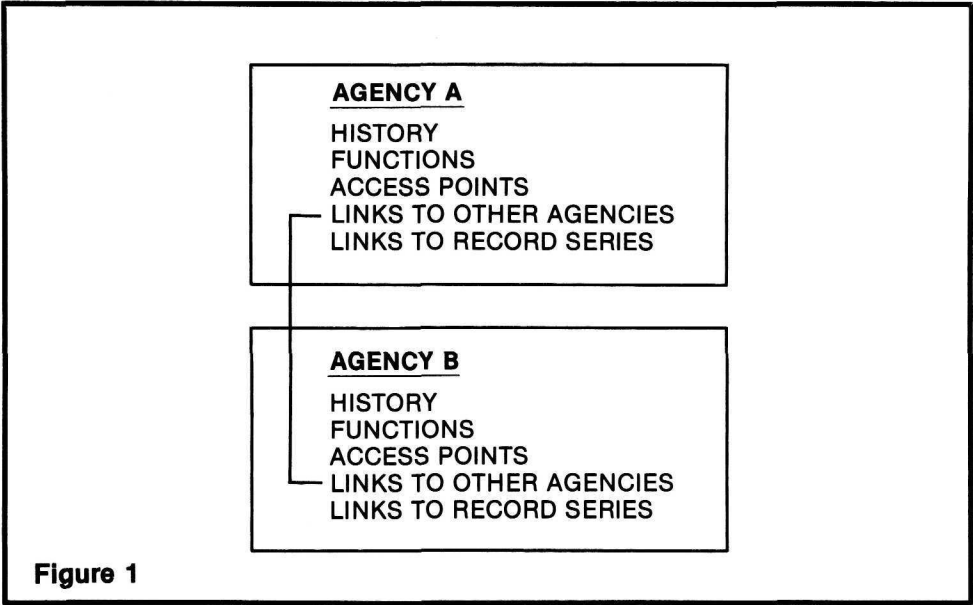 AGENCY A
HISTORY
FUNCTIONS
ACCESS POINTS
LINKS TO OTHER AGENCIES
LINKS TO RECORD SERIES
AGENCY B
HISTORY
FUNCTIONS
ACCESS POINTS
LINKS TO OTHER AGENCIES
LINKS TO RECORD SERIES
Figure 1